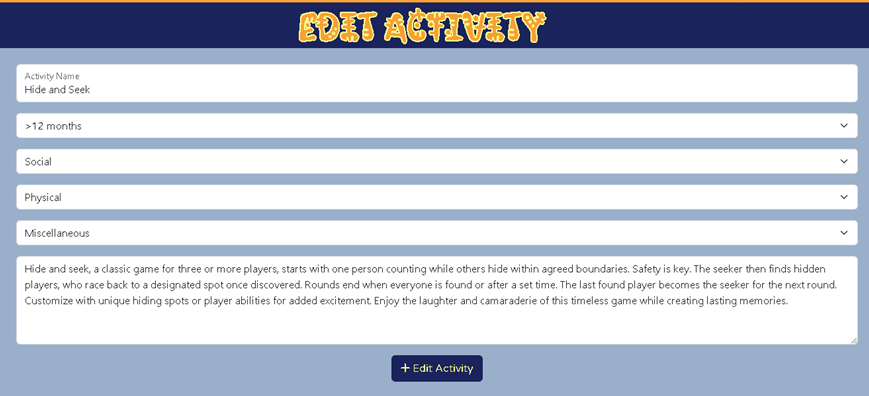 EDIT ACTIVITY
Activity Name
Hide and Seek
>12 months
Social
Physical
Miscellaneous
Hide and seek, a classic game for three or more players, starts with one person counting while others hide within agreed boundaries. Safety is key. The seeker then finds hidden
players, who race back to a designated spot once discovered. Rounds end when everyone is found or after a set time. The last found player becomes the seeker for the next round.
Customize with unique hiding spots or player abilities for added excitement. Enjoy the laughter and camaraderie of this timeless game while creating lasting memories.
+ Edit Activity